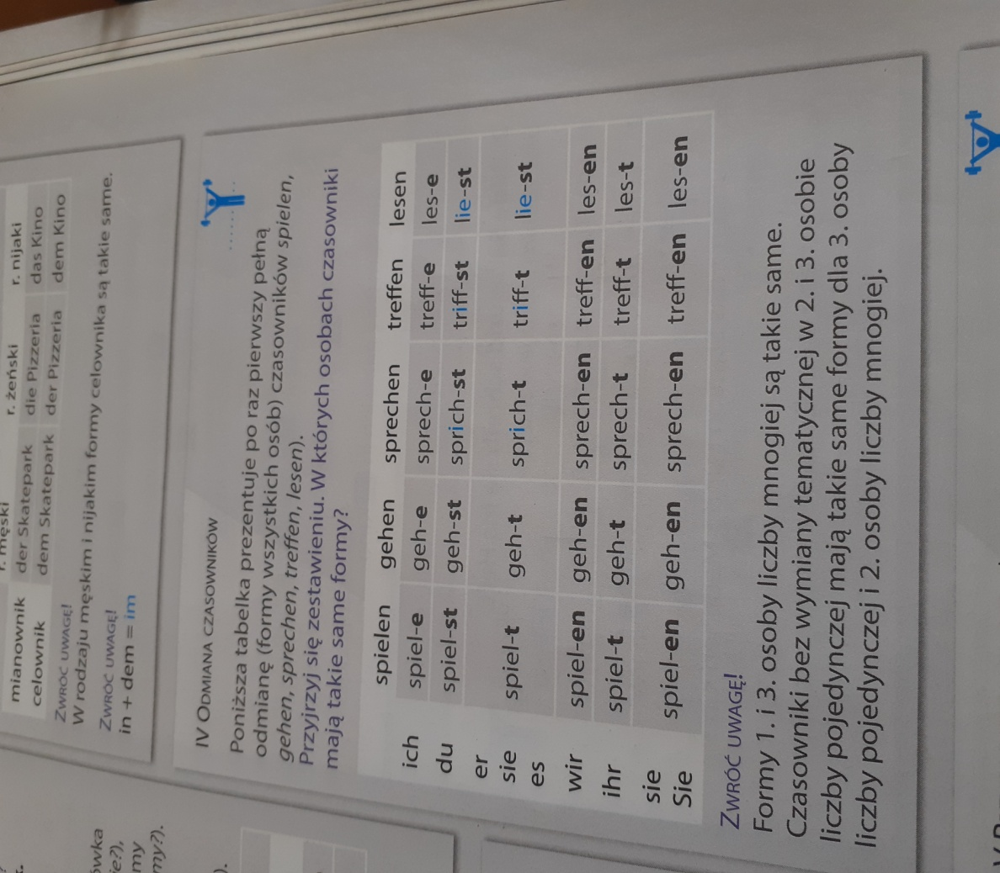 r. żeński r. nijaki
mianownik der Skatepark die Pizzeria das Kino
celownik dem Skatepark der Pizzeria dem Kino
ZWRÓĆ UWAGĘ!
W rodzaju męskim i nijakim formy celownika są takie same.
ZWRÓĆ UWAGĘ!
in + dem = im
IV ODMIANA CZASOWNIKÓW
Poniższa tabelka prezentuje po raz pierwszy pełną
odmianę (formy wszystkich osób) czasowników spielen,
gehen, sprechen, treffen, lesen).
Przyjrzyj się zestawieniu. W których osobach czasowniki
mają takie same formy?
spielen gehen sprechen treffen lesen
ich spiel-e geh-e sprech-e treff-e les-e
du spiel-st geh-st sprich-st triff-st lie-st
er
sie spiel-t geh-t sprich-t triff-t lie-st
es
wir spiel-en geh-en sprech-en treff-en les-en
ihr spiel-t geh-t sprech-t treff-t les-t
sie
Sie spiel-en geh-en sprech-en treff-en les-en
ZWRÓĆ UWAGĘ!
Formy 1. i 3. osoby liczby mnogiej są takie same.
Czasowniki bez wymiany tematycznej w 2. i 3. osobie
liczby pojedynczej mają takie same formy dla 3. osoby
liczby pojedynczej i 2. osoby liczby mnogiej.